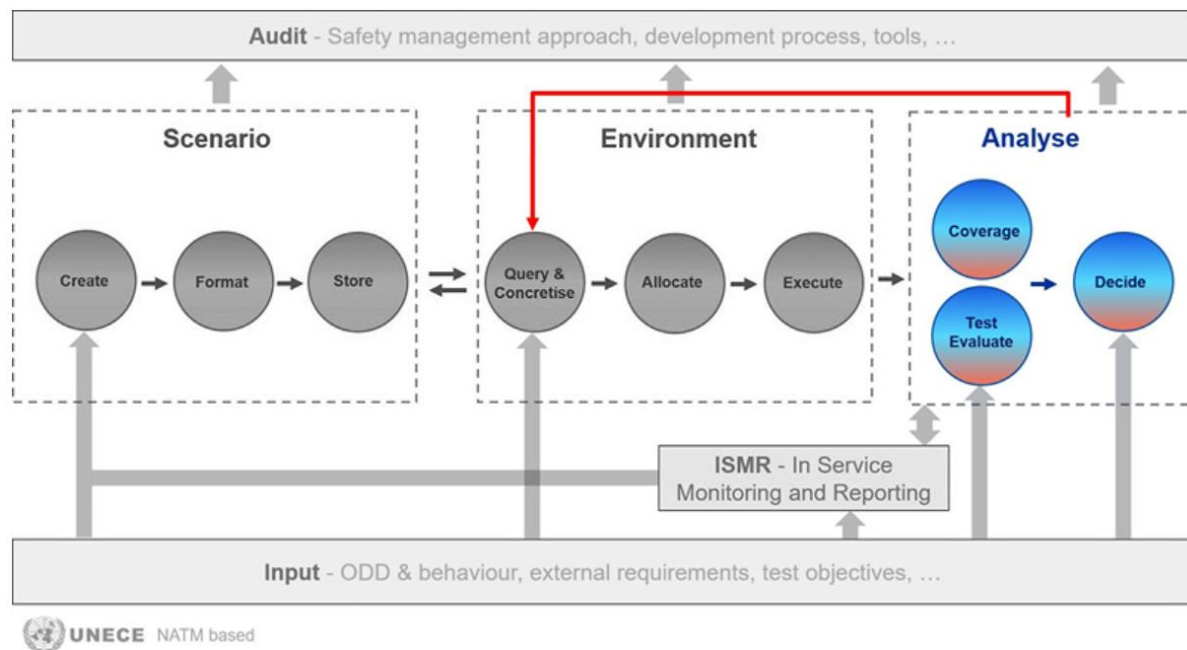 Audit - Safety management approach, development process, tools, ...
Scenario
Environment
Analyse
Create
Format
Store
Query &
Concretise
Allocate
Execute
Coverage
Test
Evaluate
Decide
ISMR - In Service
Monitoring and Reporting
Input - ODD & behaviour, external requirements, test objectives, ...
UNECE NATM based